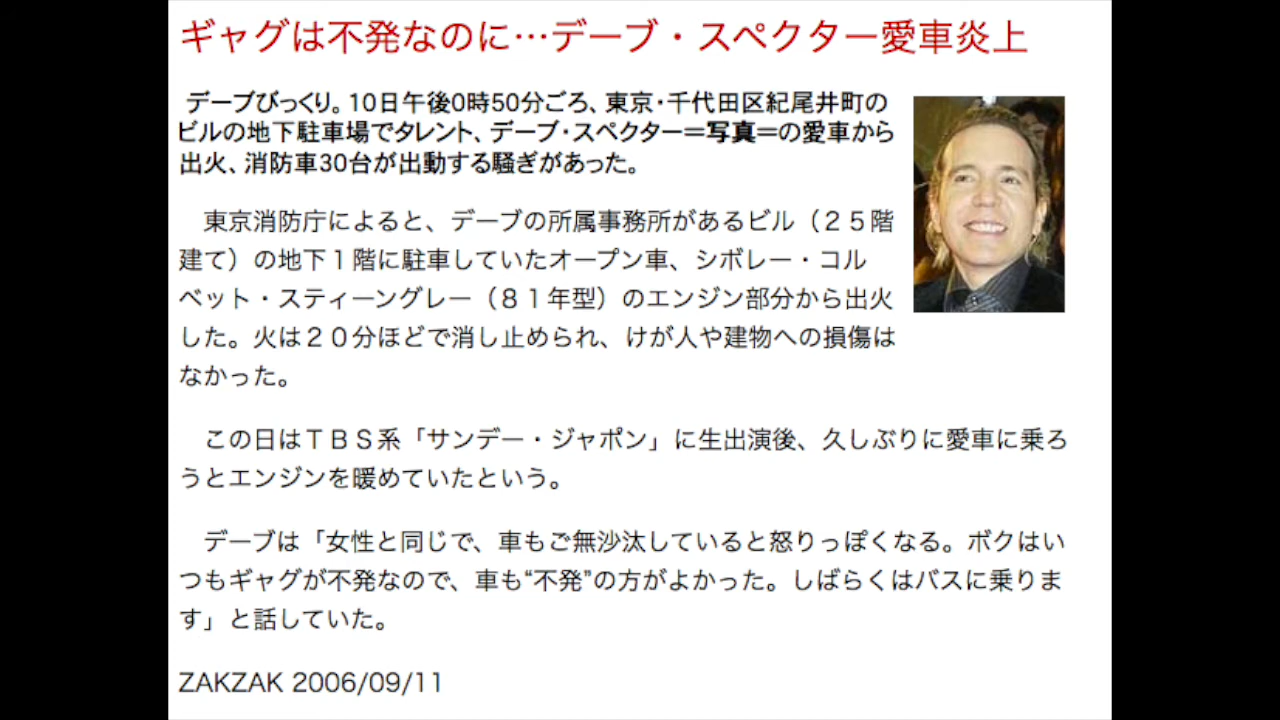 ギャグは不発なのに…デーブ・スペクター愛車炎上
デーブびっくり。10日午後0時50分ごろ、東京・千代田区紀尾井町の
ビルの地下駐車場でタレント、デーブ・スペクター＝写真＝の愛車から
出火、消防車30台が出動する騒ぎがあった。
　東京消防庁によると、デーブの所属事務所があるビル（２５階
建て）の地下１階に駐車していたオープン車、シボレー・コル
ベット・スティーングレー（８１年型）のエンジン部分から出火
した。火は２０分ほどで消し止められ、けが人や建物への損傷は
なかった。
　この日はＴＢＳ系「サンデー・ジャポン」に生出演後、久しぶりに愛車に乗ろ
うとエンジンを暖めていたという。
　デーブは「女性と同じで、車もご無沙汰していると怒りっぽくなる。ボクはい
つもギャグが不発なので、車も“不発”の方がよかった。しばらくはバスに乗りま
す」と話していた。
ZAKZAK 2006/09/11